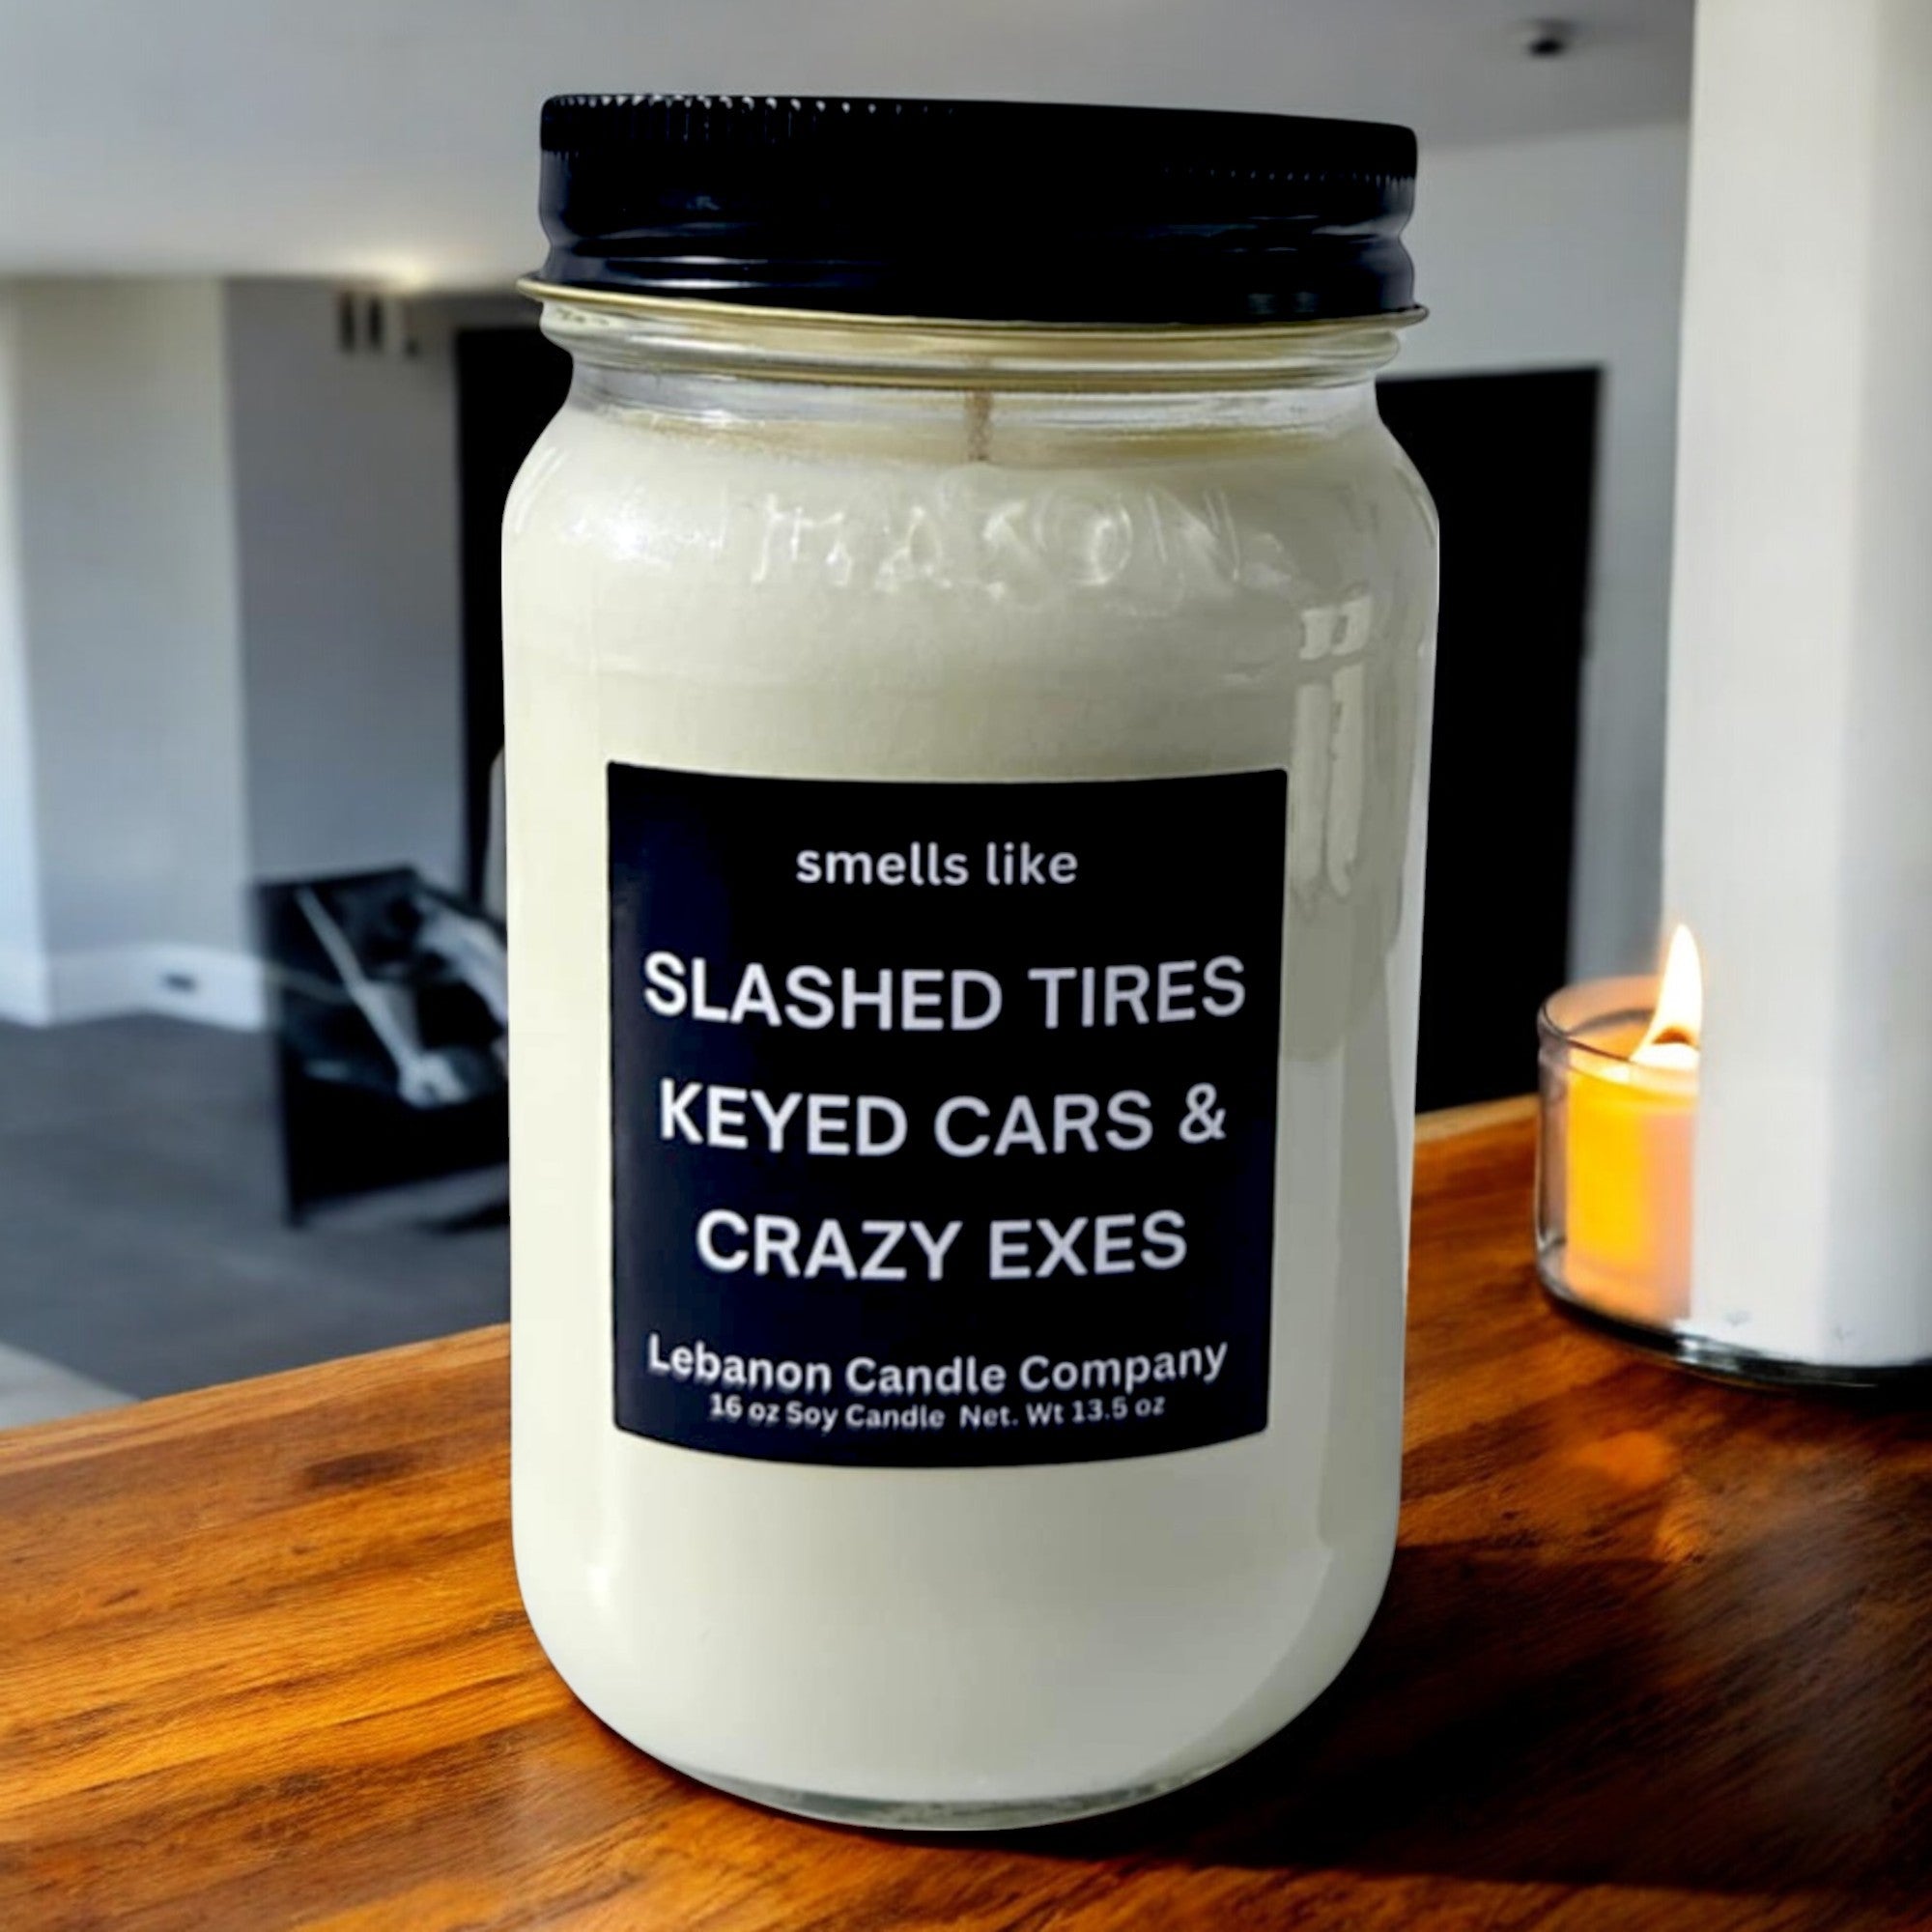 MASON
smells like
SLASHED TIRES
KEYED CARS &
CRAZY EXES
Lebanon Candle Company
16 oz Soy Candle Net. Wt 13.5 oz